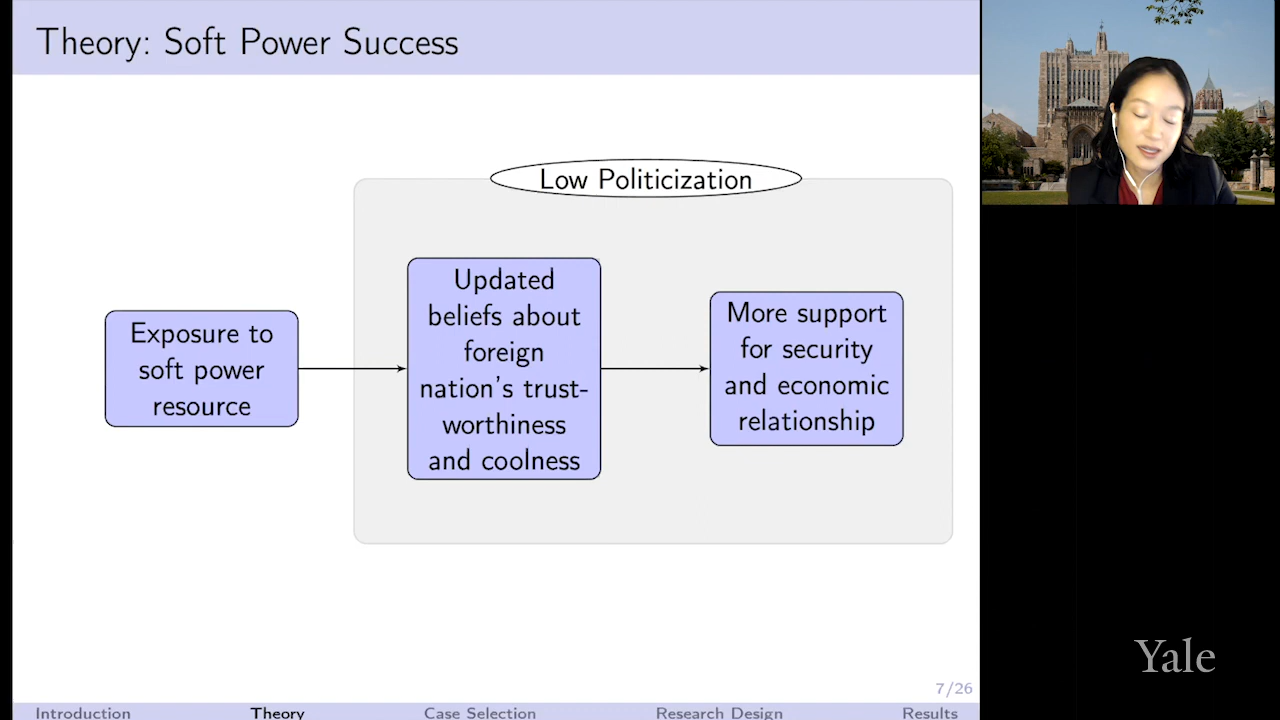 Theory: Soft Power Success
Low Politicization
Exposure to
soft power
resource
Updated
beliefs about
foreign
nation's trust-
worthiness
and coolness
More support
for security
and economic
relationship
Yale
7/26
Introduction Theory Case Selection Research Design Results